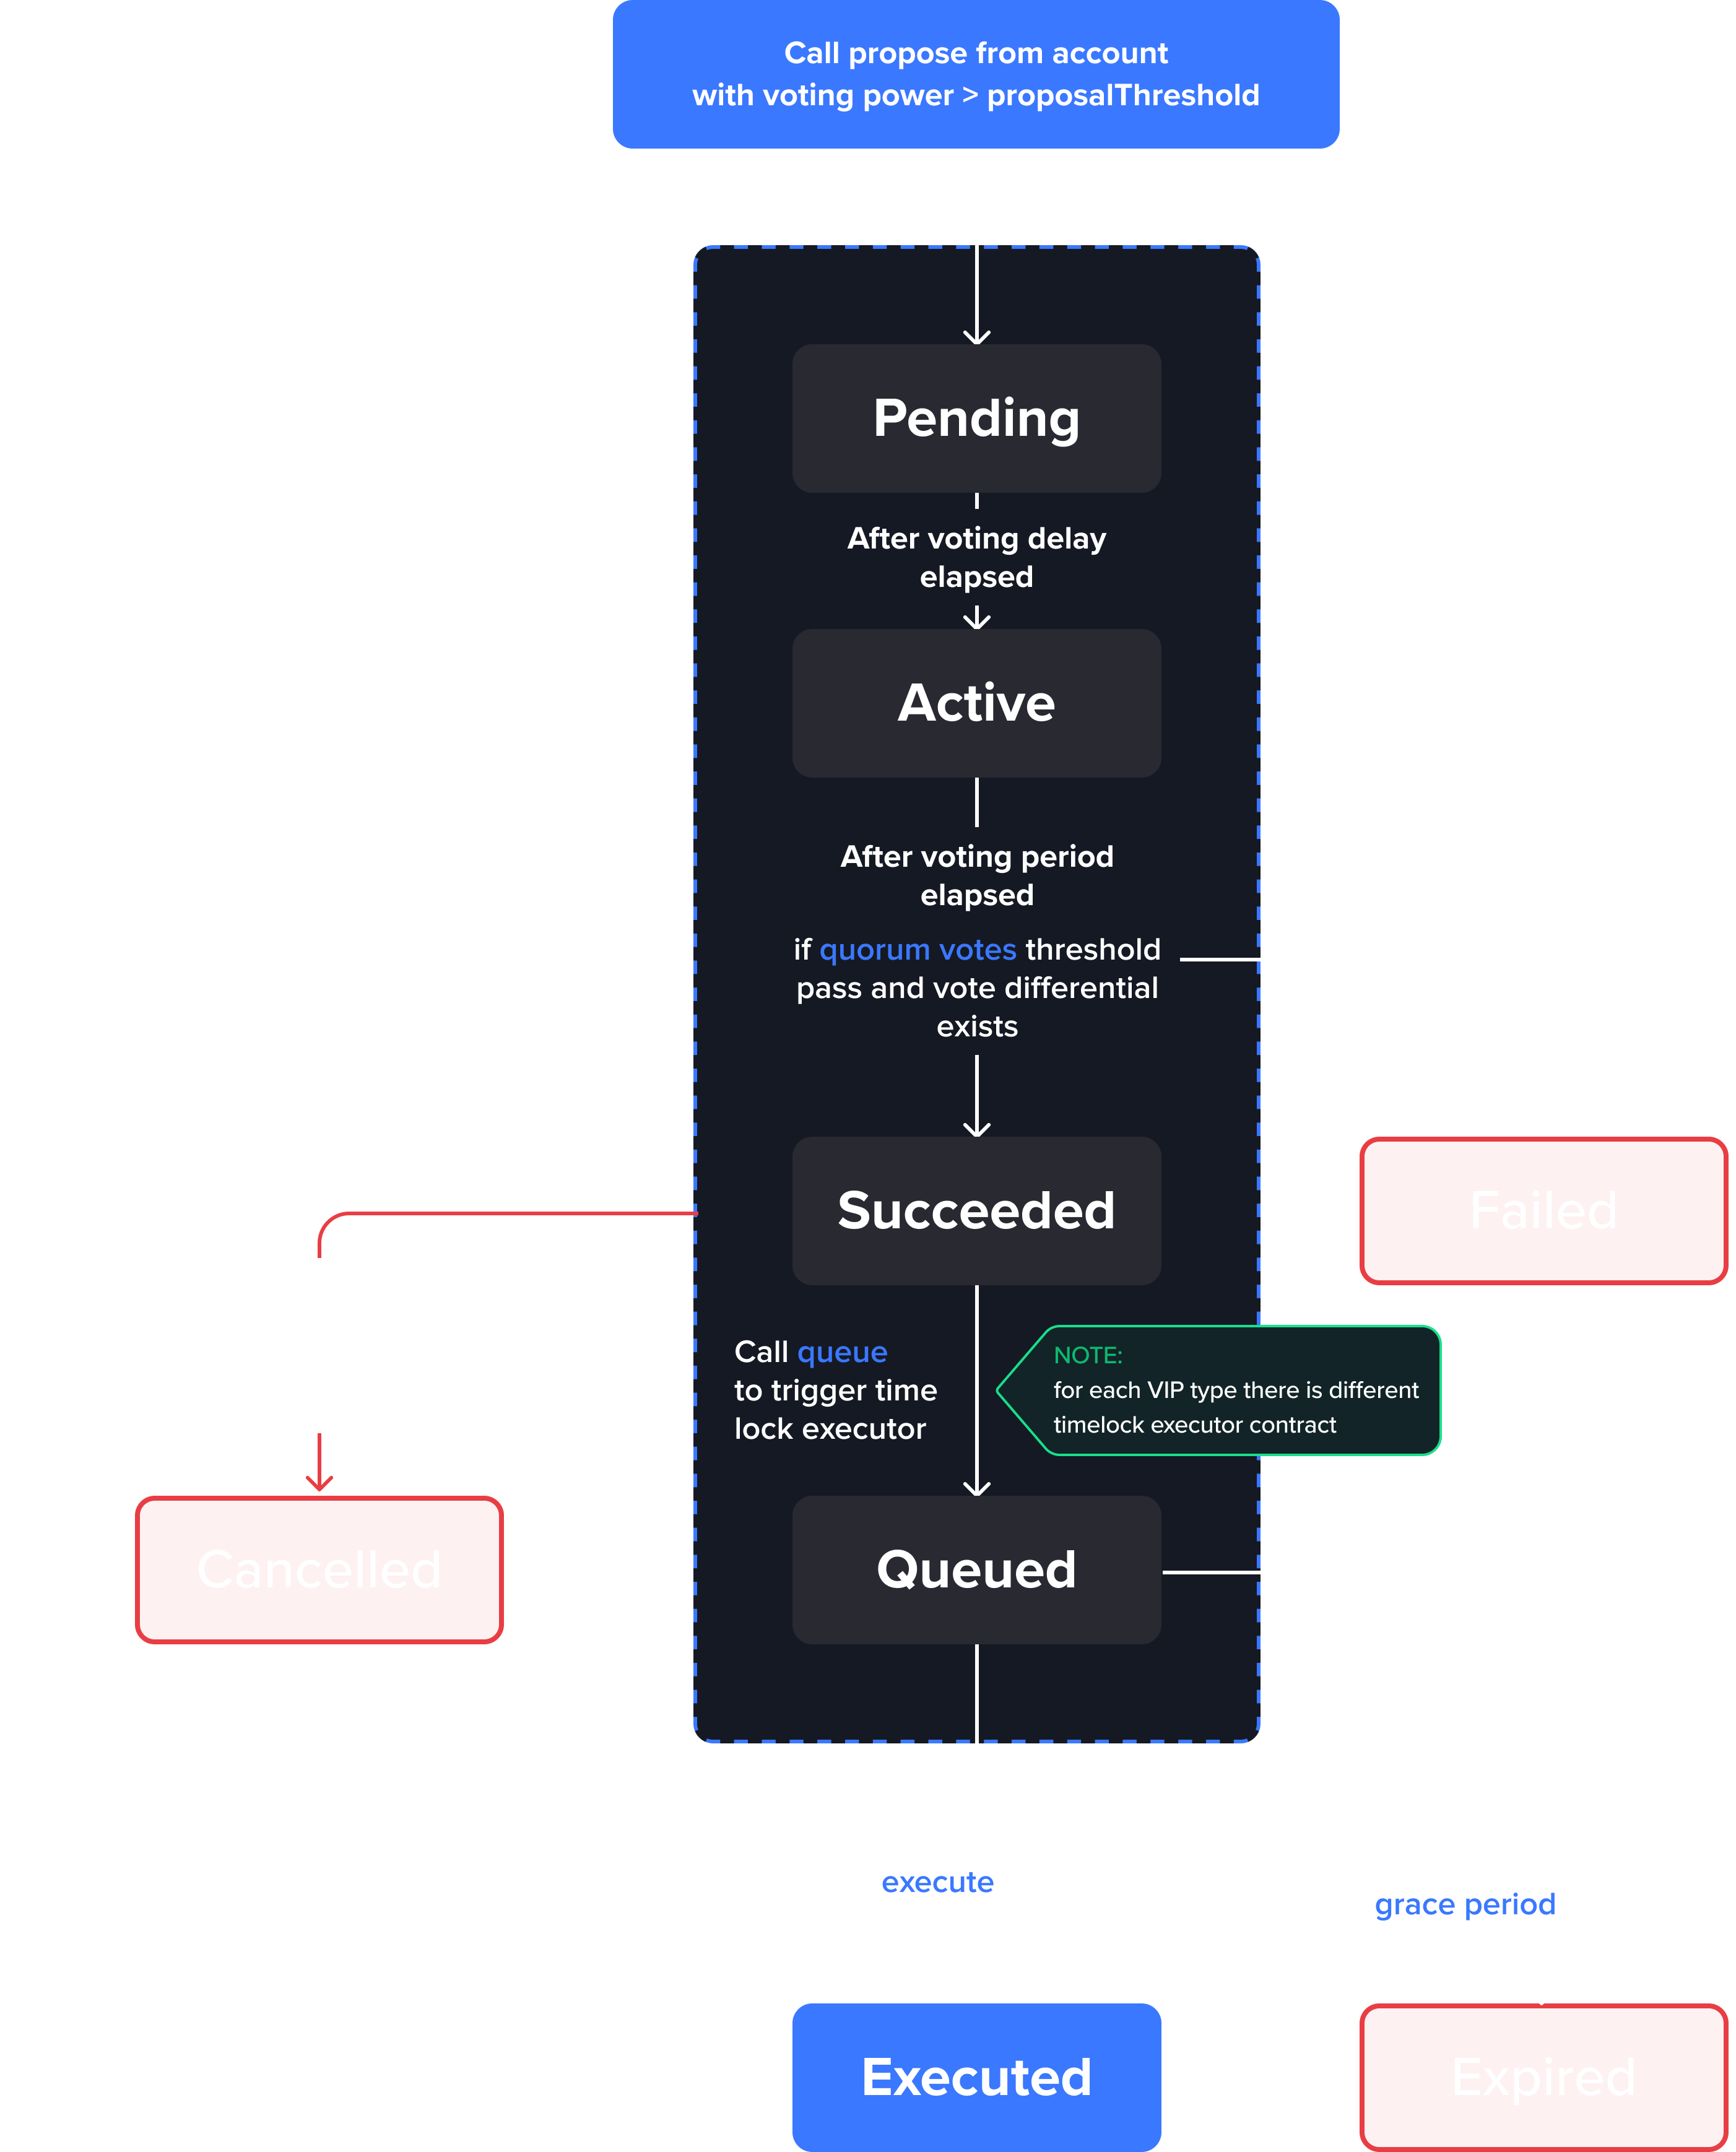 Call propose from account
with voting power > proposalThreshold
Pending
After voting delay
elapsed
Active
After voting period
elapsed
if quorum votes threshold
pass and vote differential
exists
Succeeded
Failed
Call queue
to trigger time
lock executor
NOTE:
for each VIP type there is different
timelock executor contract
Cancelled
Queued
execute
grace period
Executed
Expired